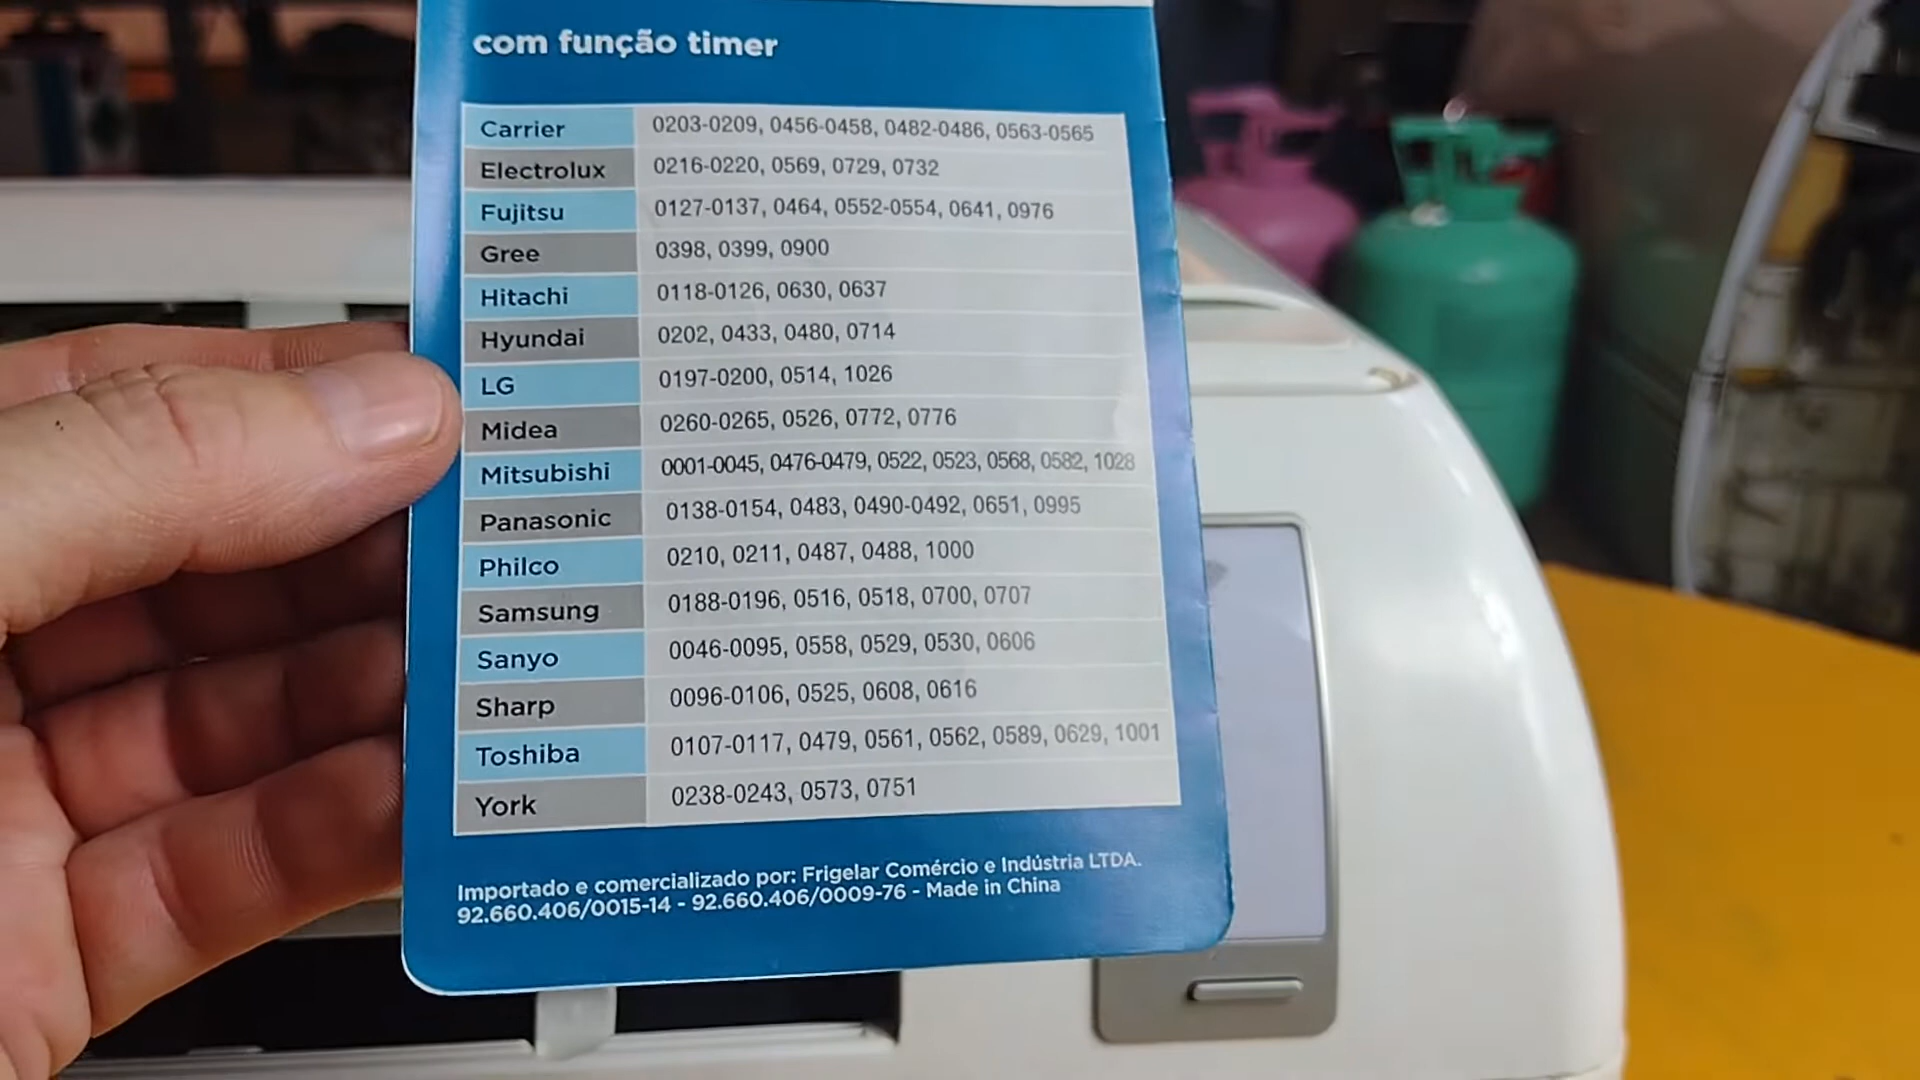 com função timer
Carrier 0203-0209, 0456-0458, 0482-0486, 0563-0565
Electrolux 0216-0220, 0569, 0729, 0732
Fujitsu 0127-0137, 0464, 0552-0554, 0641, 0976
Gree 0398, 0399, 0900
Hitachi 0118-0126, 0630, 0637
Hyundai 0202, 0433, 0480, 0714
LG 0197-0200, 0514, 1026
Midea 0260-0265, 0526, 0772, 0776
Mitsubishi 0001-0045, 0476-0479, 0522, 0523, 0568, 0582, 1028
Panasonic 0138-0154, 0483, 0490-0492, 0651, 0995
Philco 0210, 0211, 0487, 0488, 1000
Samsung 0188-0196, 0516, 0518, 0700, 0707
Sanyo 0046-0095, 0558, 0529, 0530, 0606
Sharp 0096-0106, 0525, 0608, 0616
Toshiba 0107-0117, 0479, 0561, 0562, 0589, 0629, 1001
York 0238-0243, 0573, 0751
Importado e comercializado por: Frigelar Comércio e Indústria LTDA.
92.660.406/0015-14 - 92.660.406/0009-76 - Made in China